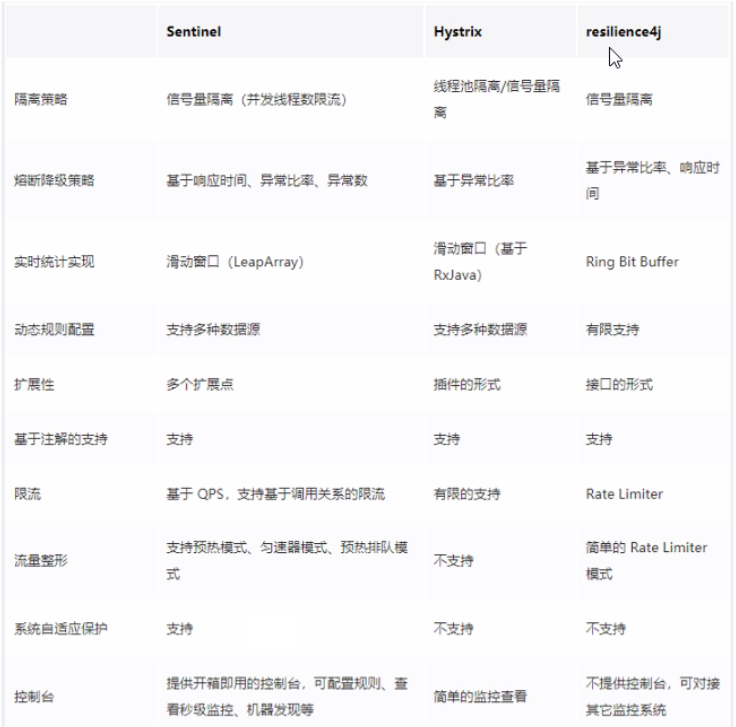 Sentinel Hystrix resilience4j
隔离策略 信号量隔离（并发线程数限流） 线程池隔离/信号量隔 信号量隔离
离
熔断降级策略 基于响应时间、异常比率、异常数 基于异常比率 基于异常比率、响应时
间
实时统计实现 滑动窗口（LeapArray） 滑动窗口（基于 Ring Bit Buffer
RxJava）
动态规则配置 支持多种数据源 支持多种数据源 有限支持
扩展性 多个扩展点 插件的形式 接口的形式
基于注解的支持 支持 支持 支持
限流 基于 QPS，支持基于调用关系的限流 有限的支持 Rate Limiter
流量整形 支持预热模式、匀速器模式、预热排队模 不支持 简单的 Rate Limiter
式 模式
系统自适应保护 支持 不支持 不支持
控制台 提供开箱即用的控制台，可配置规则、查 简单的监控查看 不提供控制台，可对接
看秒级监控、机器发现等 其它监控系统